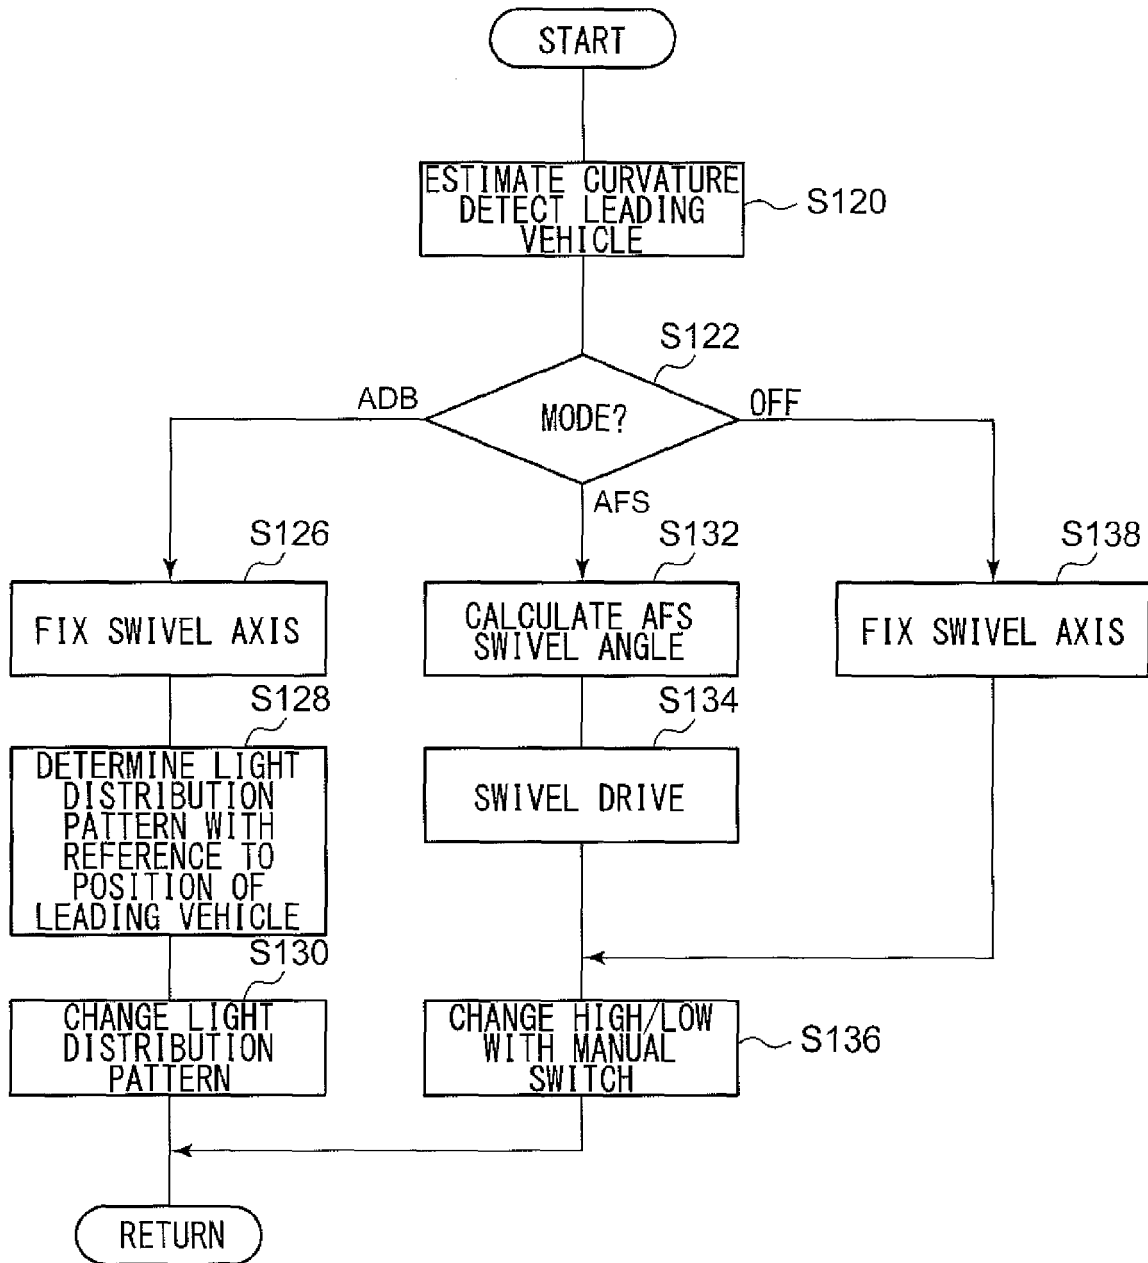 START
ESTIMATE CURVATURE
DETECT LEADING
VEHICLE
S120
S122
MODE?
ADB
OFF
AFS
S126
FIX SWIVEL AXIS
S132
CALCULATE AFS
SWIVEL ANGLE
S138
FIX SWIVEL AXIS
S128
DETERMINE LIGHT
DISTRIBUTION
PATTERN WITH
REFERENCE TO
POSITION OF
LEADING VEHICLE
S134
SWIVEL DRIVE
S130
CHANGE LIGHT
DISTRIBUTION
PATTERN
CHANGE HIGH/LOW
WITH MANUAL
SWITCH
S136
RETURN